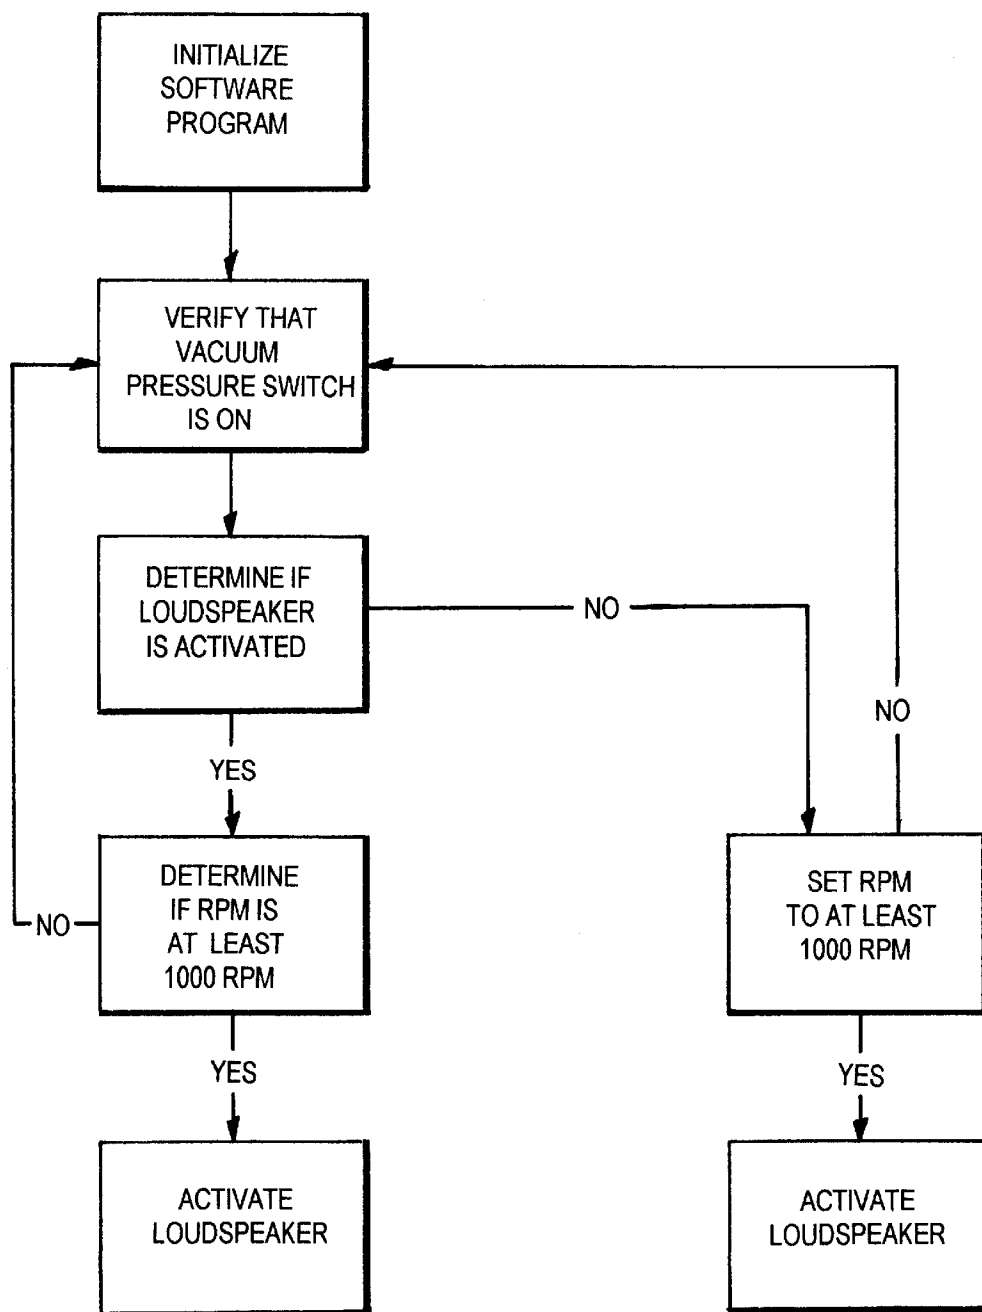 INITIALIZE
SOFTWARE
PROGRAM
VERIFY THAT
VACUUM
PRESSURE SWITCH
IS ON
DETERMINE IF
LOUDSPEAKER
IS ACTIVATED
NO
NO
YES
DETERMINE
IF RPM IS
AT LEAST
1000 RPM
NO
SET RPM
TO AT LEAST
1000 RPM
YES
YES
ACTIVATE
LOUDSPEAKER
ACTIVATE
LOUDSPEAKER